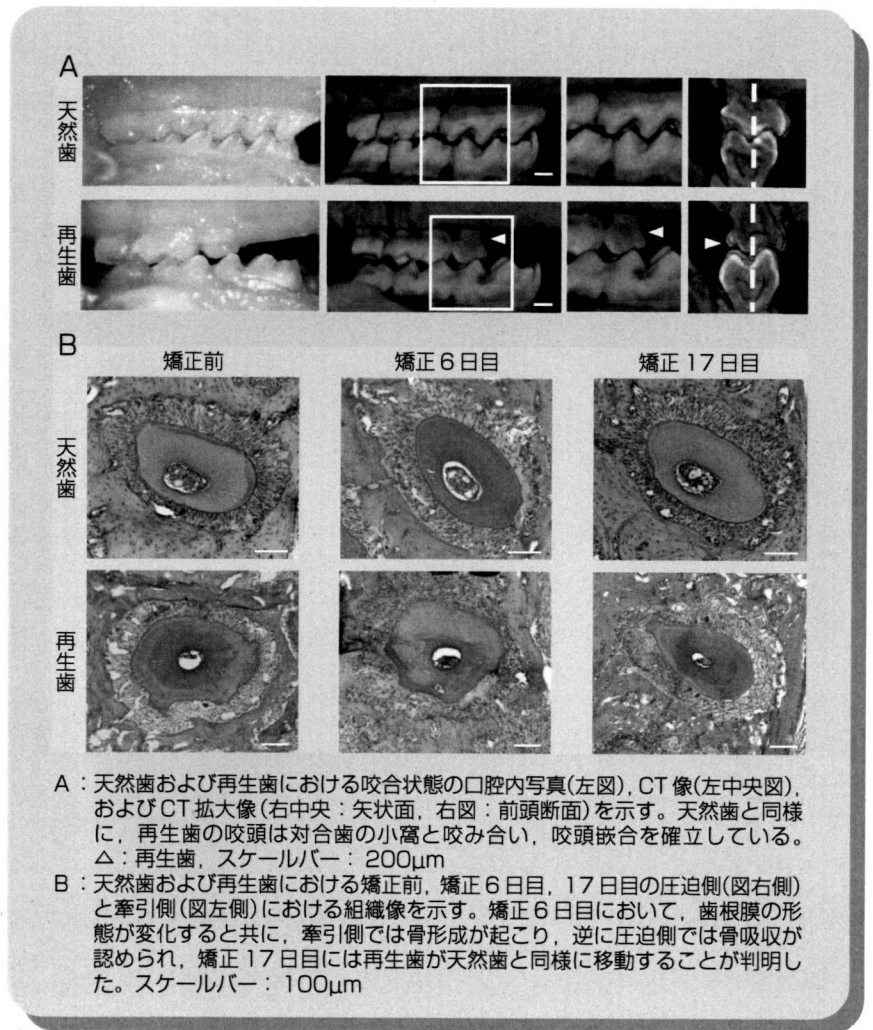 A
天然歯
再生歯
B
矯正前 矯正6日目 矯正17日目
天然歯
再生歯
A：天然歯および再生歯における咬合状態の口腔内写真(左図)，CT像(左中央図)，
およびCT拡大像(右中央：矢状面，右図：前頭断面)を示す。天然歯と同様
に，再生歯の咬頭は対合歯の小窩と咬み合い，咬頭嵌合を確立している。
△：再生歯，スケールバー：200μm
B：天然歯および再生歯における矯正前，矯正6日目，17日目の圧迫側(図右側)
と牽引側(図左側)における組織像を示す。矯正6日目において，歯根膜の形
態が変化すると共に，牽引側では骨形成が起こり，逆に圧迫側では骨吸収が
認められ，矯正17日目には再生歯が天然歯と同様に移動することが判明し
た。スケールバー：100μm